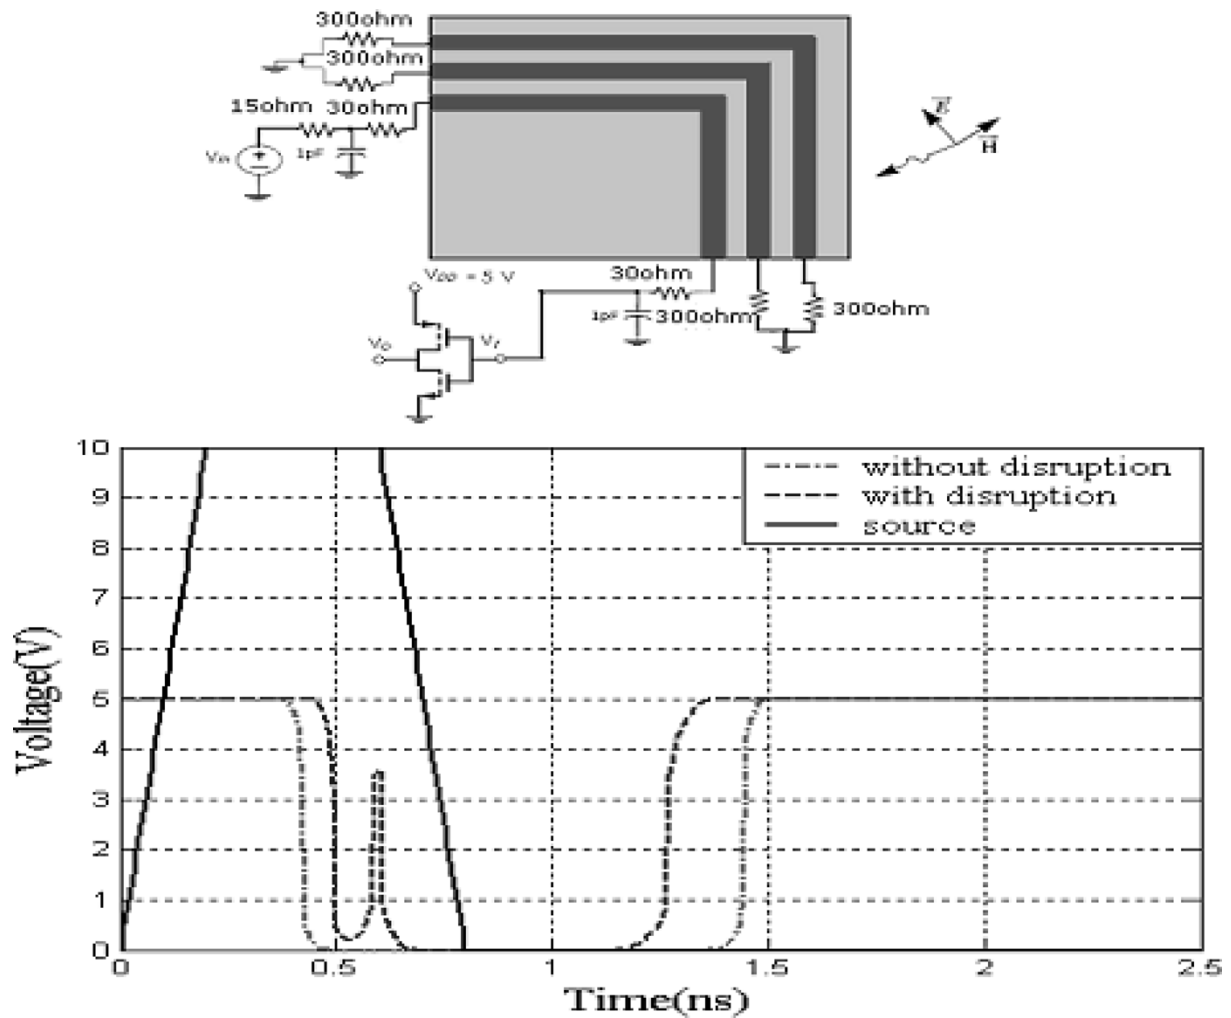 300ohm
300ohm
15ohm 30ohm
Vin
1pF
E
H
VDD = 5 V
30ohm
1pF
300ohm
300ohm
Vo
VI
10
9
8
7
6
5
4
3
2
1
0
without disruption
with disruption
source
Voltage(V)
0 0.5 1 1.5 2 2.5
Time(ns)